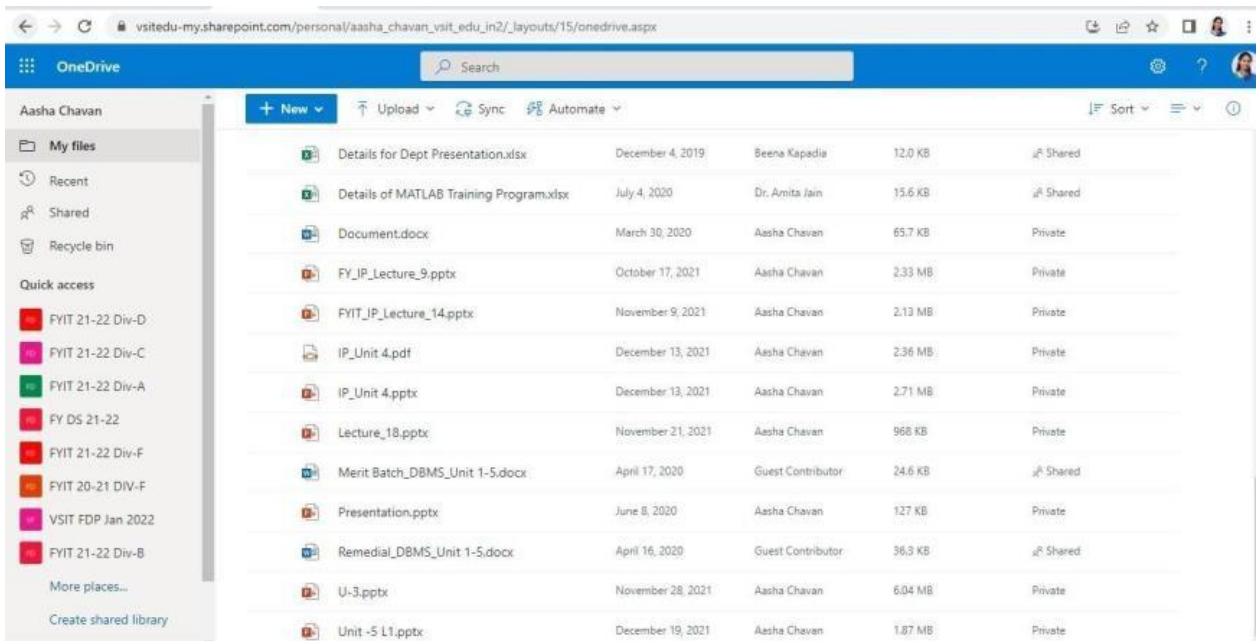 vsitedu-my.sharepoint.com/personal/aasha_chavan_vsit_edu_in2/_layouts/15/onedrive.aspx
OneDrive
Search
?
Aasha Chavan
My files
Recent
Shared
Recycle bin
Quick access
FYIT 21-22 Div-D
FYIT 21-22 Div-C
FYIT 21-22 Div-A
FY DS 21-22
FYIT 21-22 Div-F
FYIT 20-21 DIV-F
VSIT FDP Jan 2022
FYIT 21-22 Div-B
More places...
Create shared library
+ New Upload Sync Automate Sort
Details for Dept Presentation.xlsx December 4, 2019 Beena Kapadia 12.0 KB Shared
Details of MATLAB Training Program.xlsx July 4, 2020 Dr. Amita Jain 15.6 KB Shared
Document.docx March 30, 2020 Aasha Chavan 65.7 KB Private
FY_IP_Lecture_9.pptx October 17, 2021 Aasha Chavan 2.33 MB Private
FYIT_IP_Lecture_14.pptx November 9, 2021 Aasha Chavan 2.13 MB Private
IP_Unit 4.pdf December 13, 2021 Aasha Chavan 2.36 MB Private
IP_Unit 4.pptx December 13, 2021 Aasha Chavan 2.71 MB Private
Lecture_18.pptx November 21, 2021 Aasha Chavan 968 KB Private
Merit Batch_DBMS_Unit 1-5.docx April 17, 2020 Guest Contributor 24.6 KB Shared
Presentation.pptx June 8, 2020 Aasha Chavan 127 KB Private
Remedial_DBMS_Unit 1-5.docx April 16, 2020 Guest Contributor 36.3 KB Shared
U-3.pptx November 28, 2021 Aasha Chavan 6.04 MB Private
Unit -5 L1.pptx December 19, 2021 Aasha Chavan 1.87 MB Private